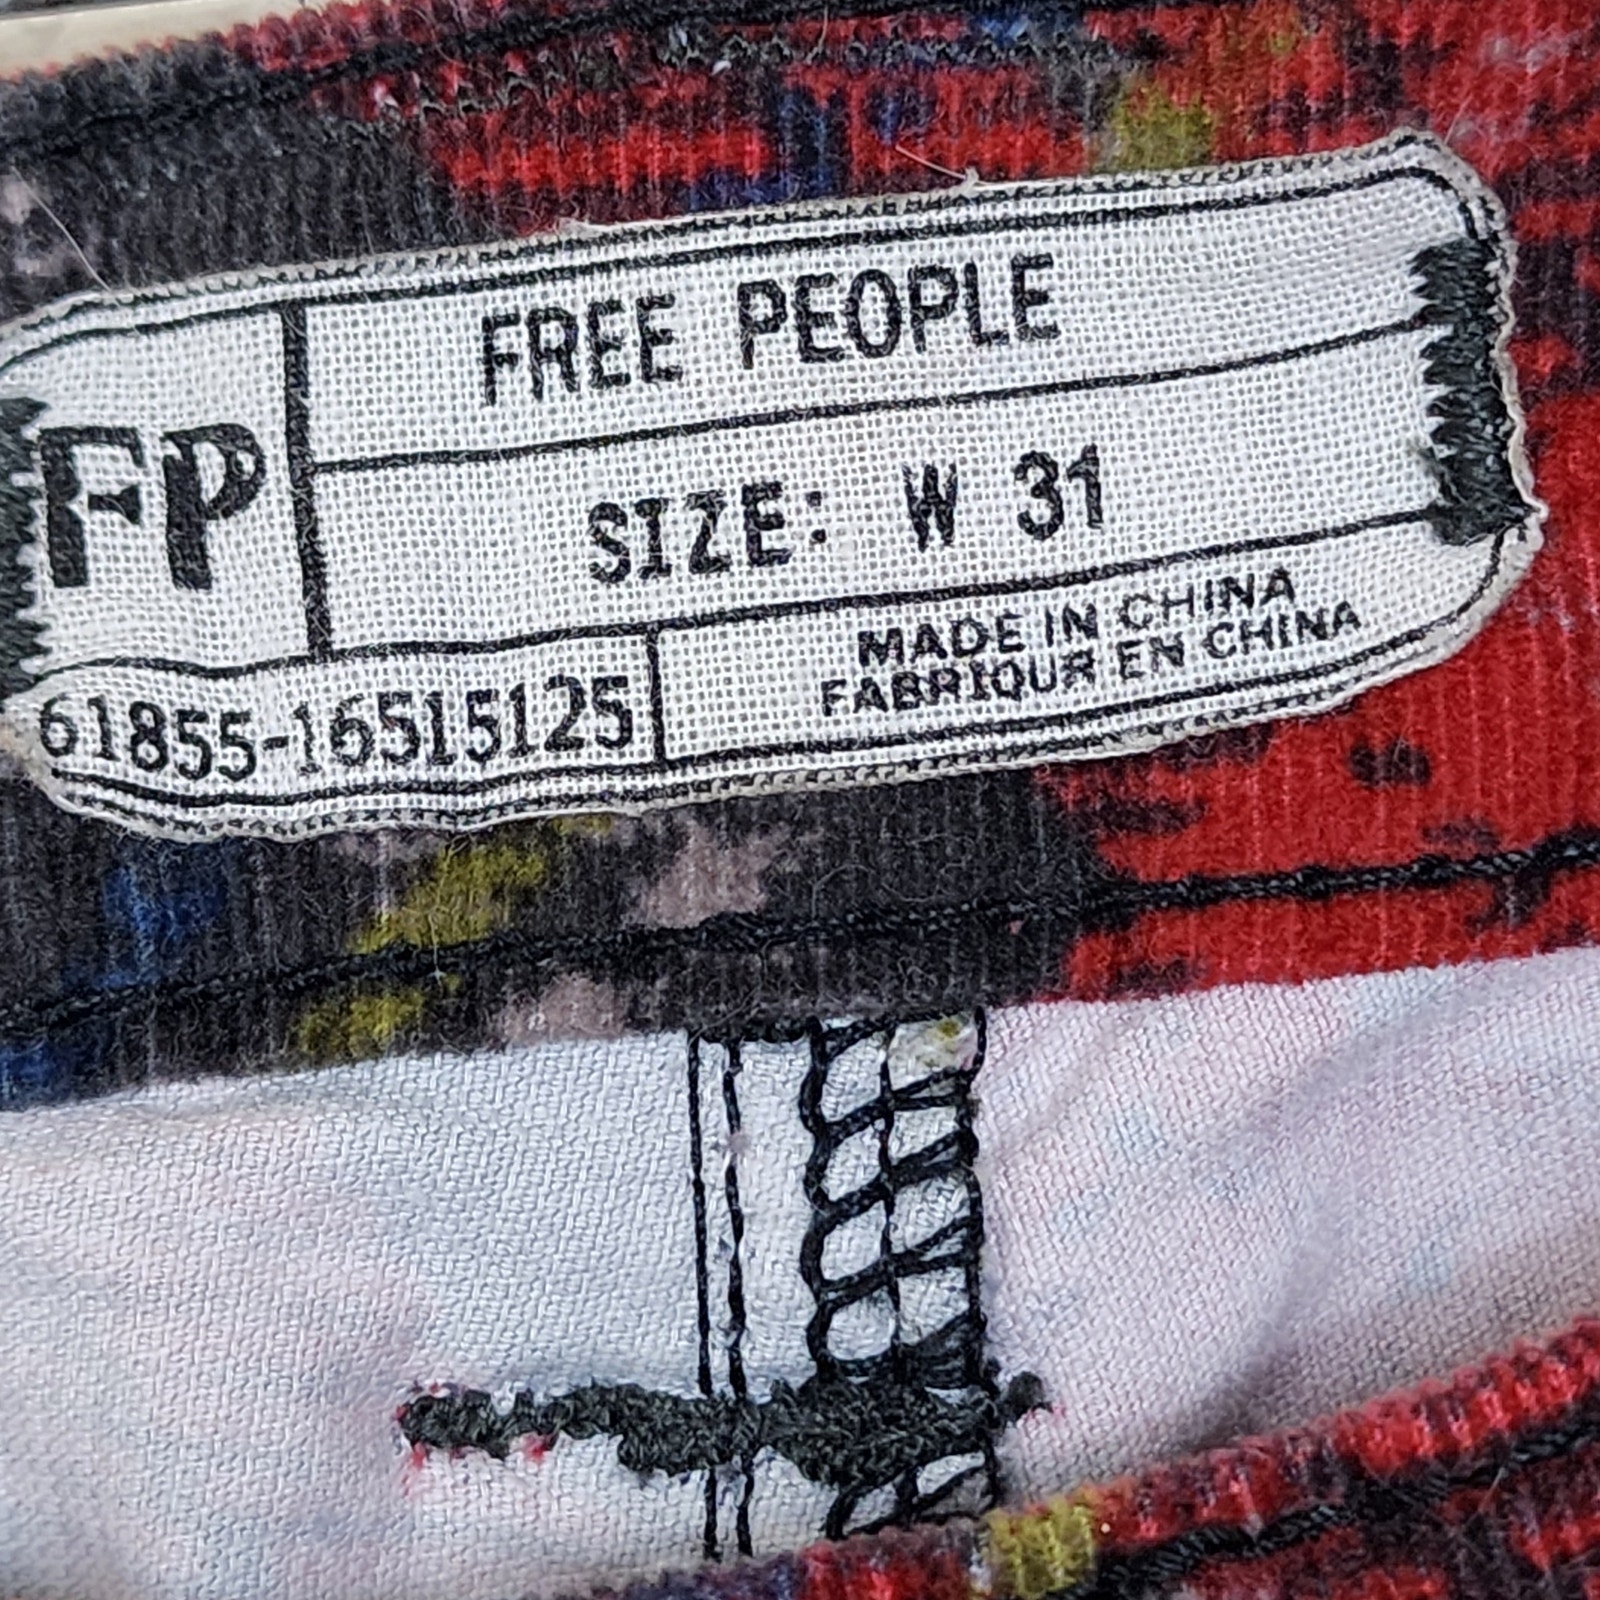 FREE PEOPLE
FP
SIZE: W 31
61855-16515125
MADE IN CHINA
FABRIQUR EN CHINA